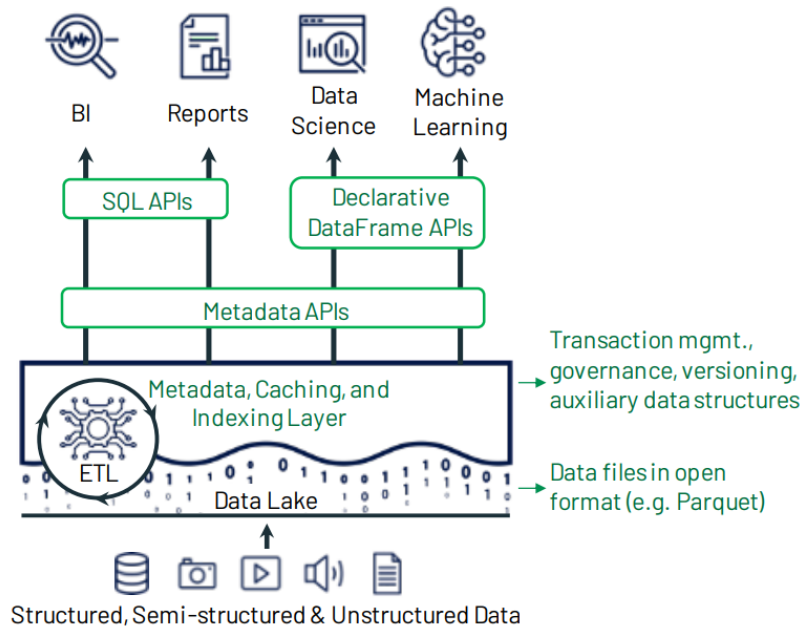 BI
Reports
Data
Science
Machine
Learning
SQL APIs
Declarative
DataFrame APIs
Metadata APIs
Metadata, Caching, and
Indexing Layer
Transaction mgmt.,
governance, versioning,
auxiliary data structures
ETL
Data Lake
Data files in open
format (e.g. Parquet)
Structured, Semi-structured & Unstructured Data